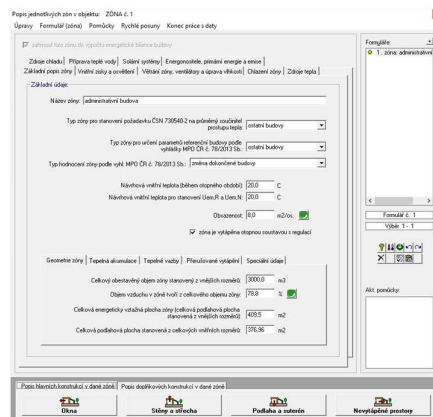 Popis jednotlivých zón v objektu: ZÓNA č. 1
Úpravy Formulář (zóna) Pomůcky Rychlé posuny Konec práce s daty
zahrnout tuto zónu do výpočtu energetické bilance budovy
Zdroje chladu Příprava teplé vody Solární systémy Energonositele, primární energie a emise
Základní popis zóny Vnitřní zisky a osvětlení Větrání zóny, ventilátory a úprava vlhkosti Chlazení zóny Zdroje tepla
Základní údaje:
Název zóny: administrativní budova
Typ zóny pro stanovení požadavku ČSN 730540-2 na průměrný součinitel prostupu tepla: ostatní budovy
Typ zóny pro určení parametrů referenční budovy podle vyhlášky MPO ČR č. 78/2013 Sb.: ostatní budovy
Typ hodnocení zóny podle vyhl. MPO ČR č. 78/2013 Sb.: změna dokončené budovy
Návrhová vnitřní teplota (během otopného období): 20,0 C
Návrhová vnitřní teplota pro stanovení Uem,R a Uem,N: 20,0 C
Obsazenost: 8,0 m2/os.
zóna je vytápěna otopnou soustavou s regulací
Geometrie zóny Tepelná akumulace Tepelné vazby Přerušované vytápění Speciální údaje
Celkový obestavěný objem zóny stanovený z vnějších rozměrů: 3000,0 m3
Objem vzduchu v zóně tvoří z celkového objemu zóny: 78,8 %
Celková energeticky vztažná plocha zóny (celková podlahová plocha stanovená z vnějších rozměrů): 409,5 m2
Celková podlahová plocha stanovená z celkových vnitřních rozměrů: 376,96 m2
Popis hlavních konstrukcí v dané zóně Popis doplňkových konstrukcí v dané zóně
Okna Stěny a střecha Podlaha a suterén Nevytápěné prostory
Formuláře:
1. zóna: administrativní
Formulář č. 1
Výběr: 1 - 1
Akt. pomůcky: